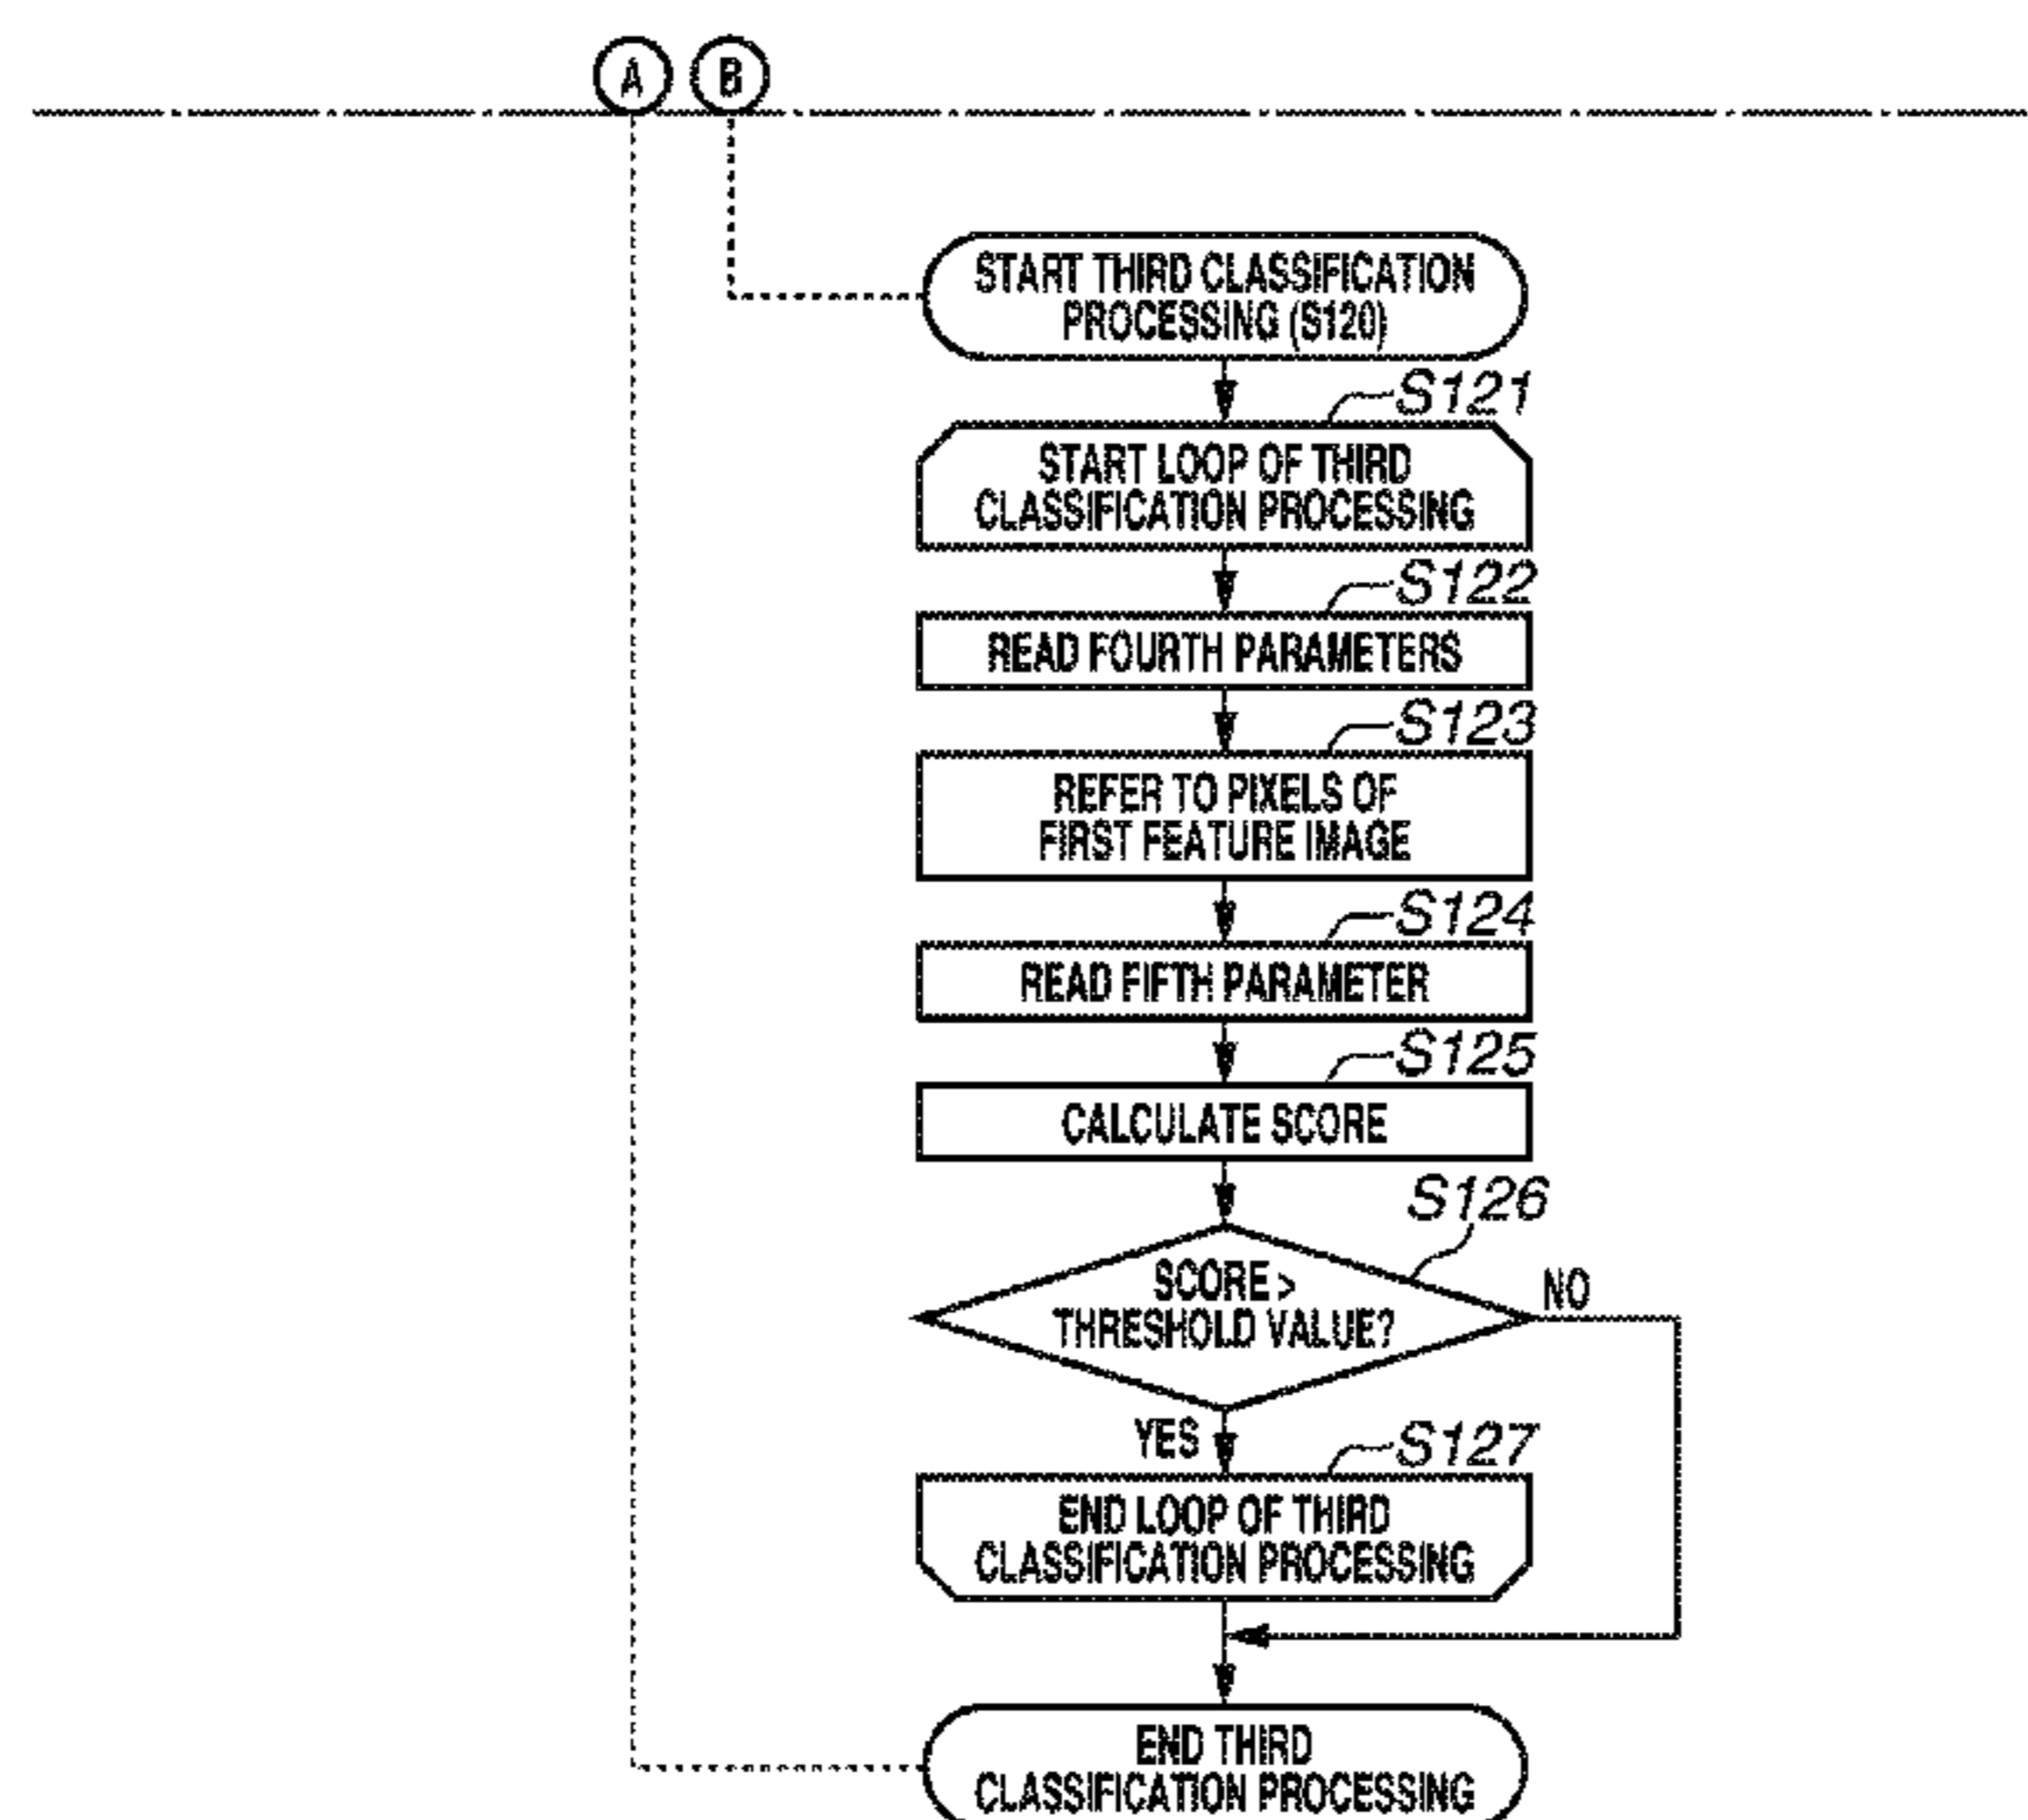 A B
START THIRD CLASSIFICATION
PROCESSING (S120)
S121
START LOOP OF THIRD
CLASSIFICATION PROCESSING
S122
READ FOURTH PARAMETERS
S123
REFER TO PIXELS OF
FIRST FEATURE IMAGE
S124
READ FIFTH PARAMETER
S125
CALCULATE SCORE
S126
SCORE >
THRESHOLD VALUE?
NO
YES
S127
END LOOP OF THIRD
CLASSIFICATION PROCESSING
END THIRD
CLASSIFICATION PROCESSING